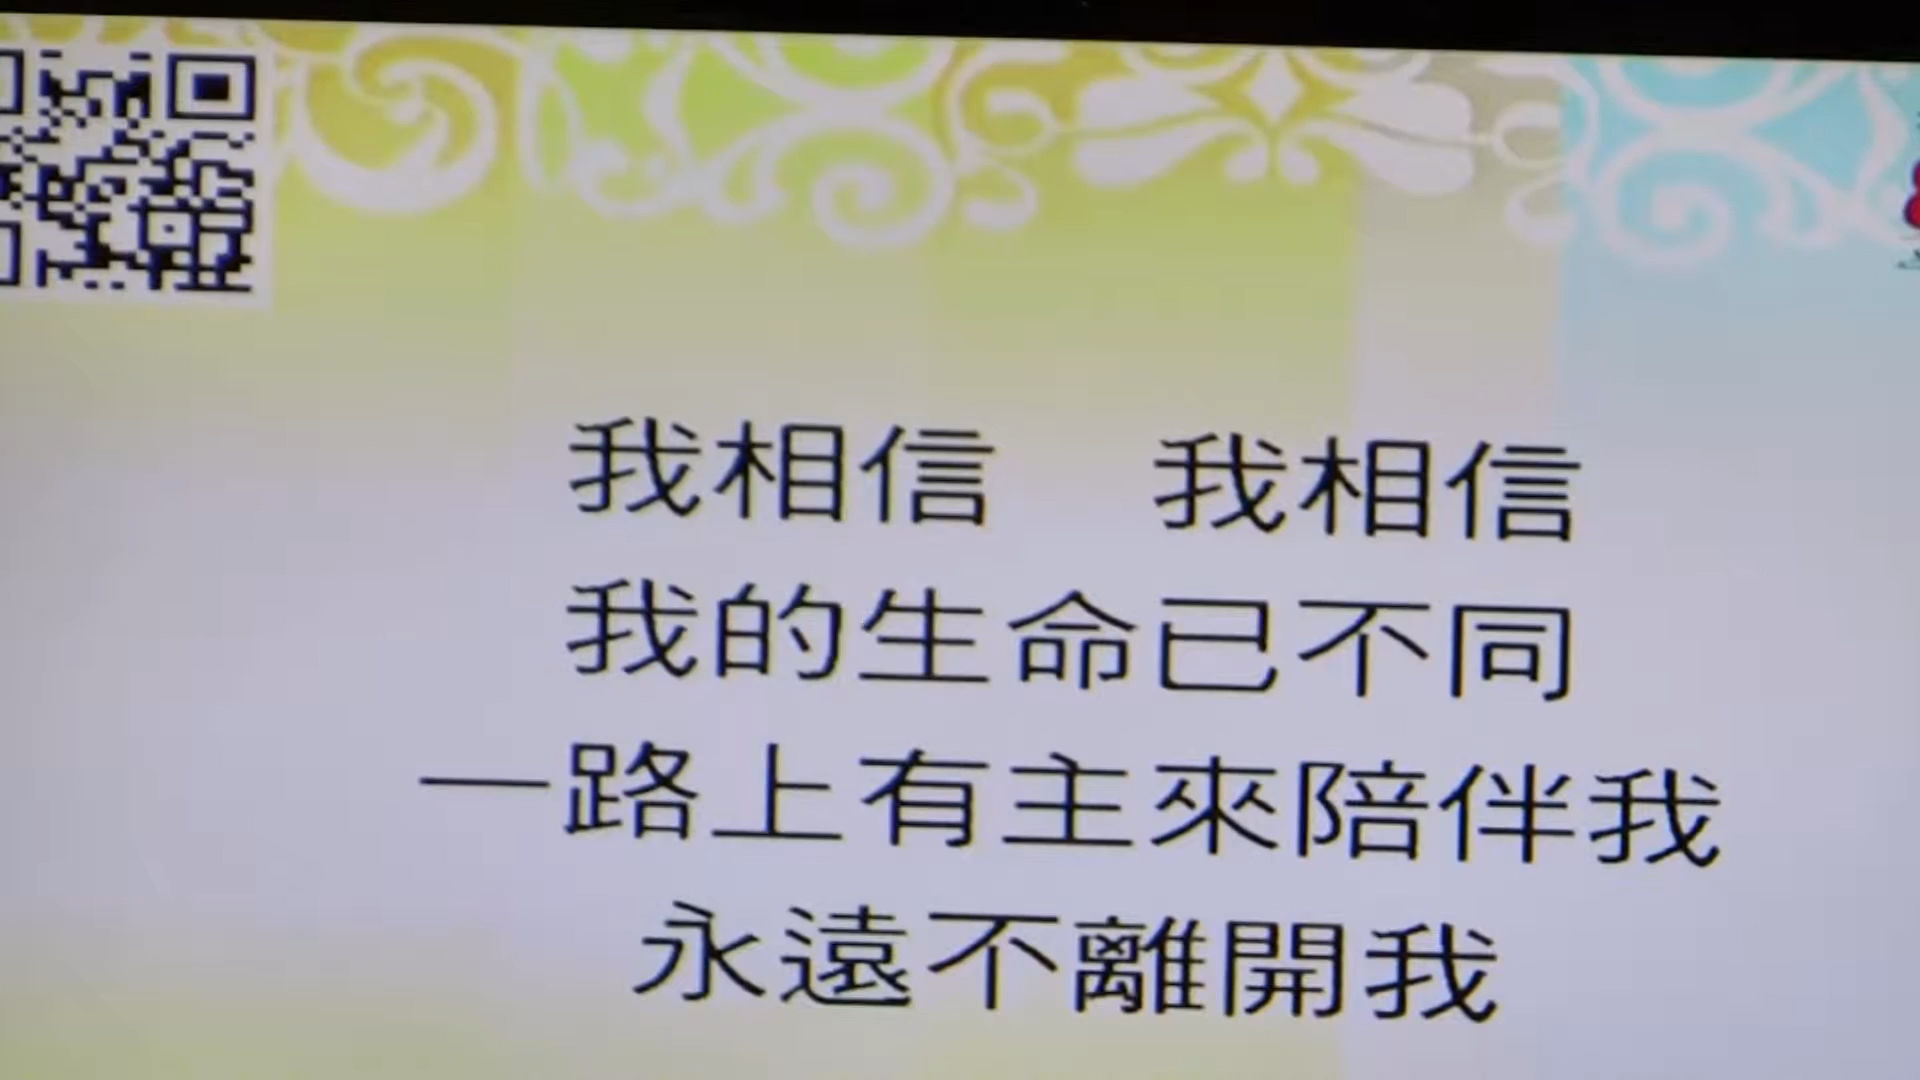 我相信　我相信
我的生命已不同
一路上有主來陪伴我
永遠不離開我